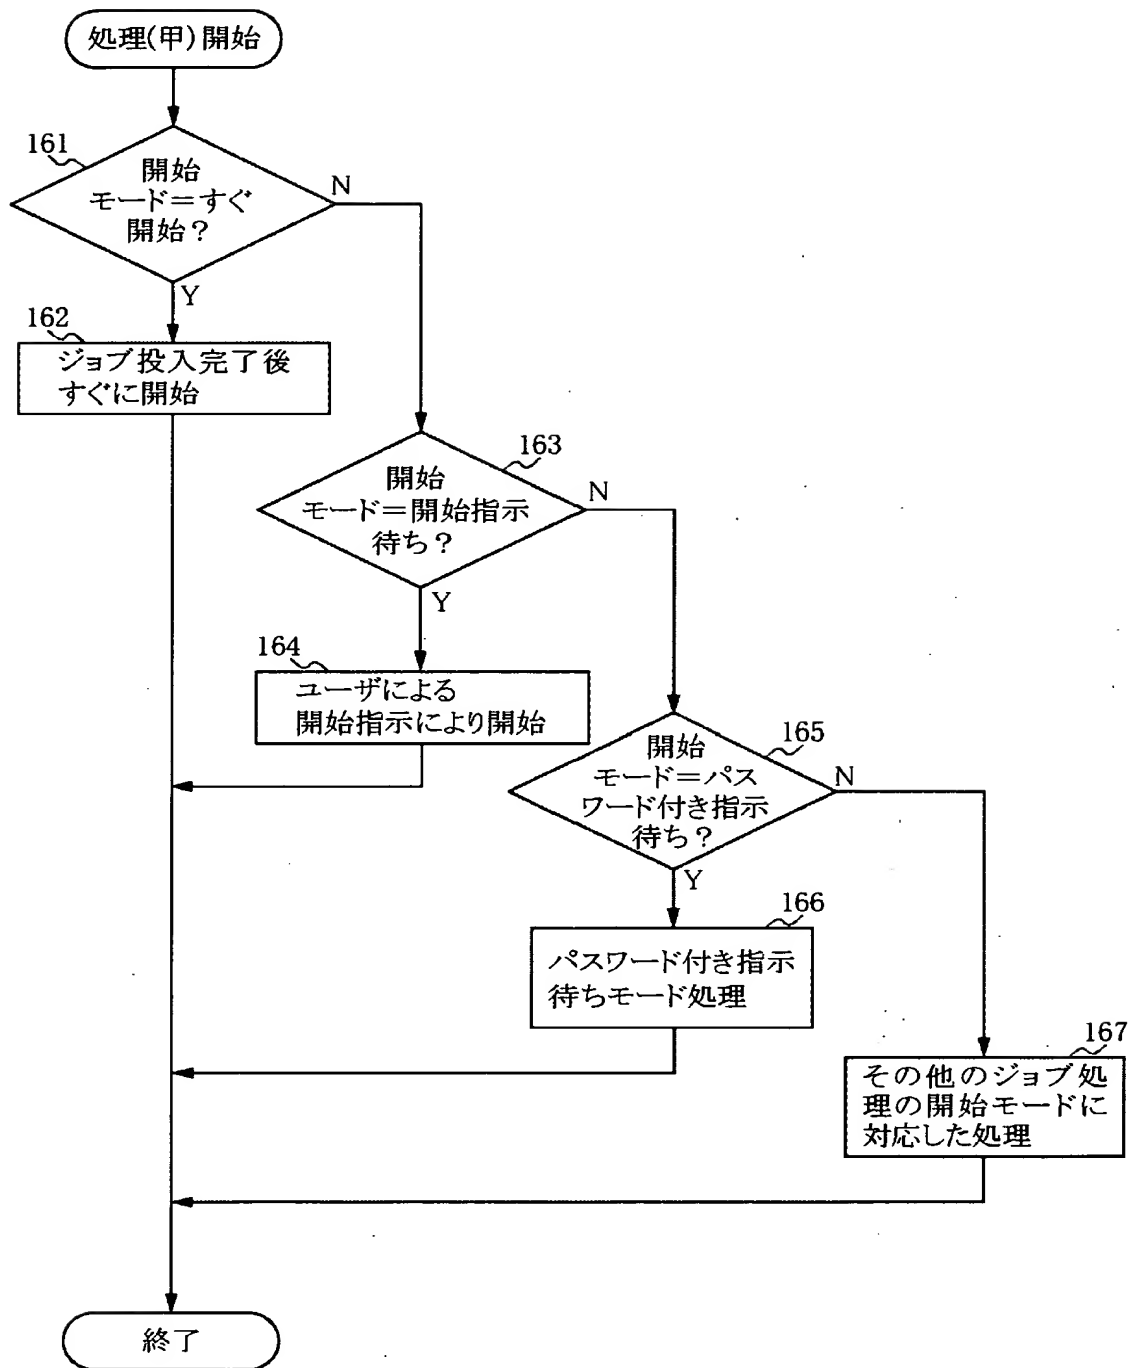 処理(甲)開始
161
開始
モード=すぐ
開始?
N
Y
162
ジョブ投入完了後
すぐに開始
163
開始
モード=開始指示
待ち?
N
Y
164
ユーザによる
開始指示により開始
165
開始
モード=パス
ワード付き指示
待ち?
N
Y
166
パスワード付き指示
待ちモード処理
167
その他のジョブ処
理の開始モードに
対応した処理
終了